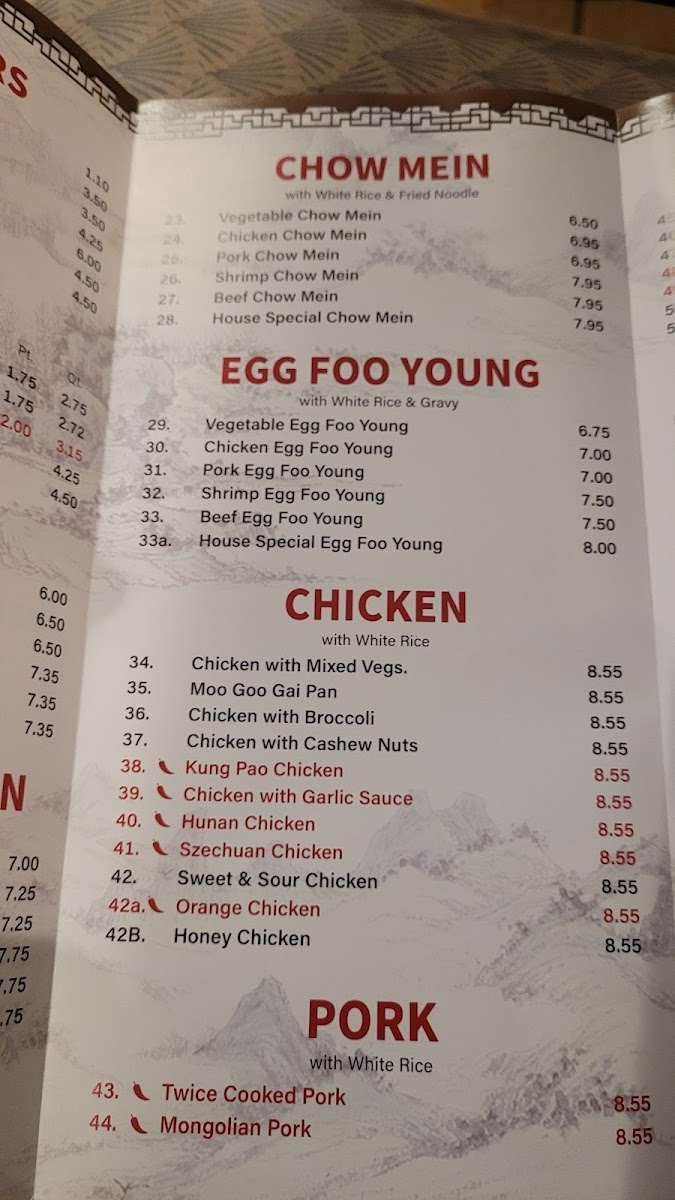 RS
1.10
3.50
3.50
4.25
6.00
4.50
4.50
Pt. Qt.
1.75 2.75
1.75 2.72
2.00 3.15
4.25
4.50
6.00
6.50
6.50
7.35
7.35
7.35
N
7.00
7.25
7.25
7.75
7.75
.75
CHOW MEIN
with White Rice & Fried Noodle
23. Vegetable Chow Mein 6.50
24. Chicken Chow Mein 6.95
25. Pork Chow Mein 6.95
26. Shrimp Chow Mein 7.95
27. Beef Chow Mein 7.95
28. House Special Chow Mein 7.95
EGG FOO YOUNG
with White Rice & Gravy
29. Vegetable Egg Foo Young 6.75
30. Chicken Egg Foo Young 7.00
31. Pork Egg Foo Young 7.00
32. Shrimp Egg Foo Young 7.50
33. Beef Egg Foo Young 7.50
33a. House Special Egg Foo Young 8.00
CHICKEN
with White Rice
34. Chicken with Mixed Vegs. 8.55
35. Moo Goo Gai Pan 8.55
36. Chicken with Broccoli 8.55
37. Chicken with Cashew Nuts 8.55
38. Kung Pao Chicken 8.55
39. Chicken with Garlic Sauce 8.55
40. Hunan Chicken 8.55
41. Szechuan Chicken 8.55
42. Sweet & Sour Chicken 8.55
42a. Orange Chicken 8.55
42B. Honey Chicken 8.55
PORK
with White Rice
43. Twice Cooked Pork 8.55
44. Mongolian Pork 8.55